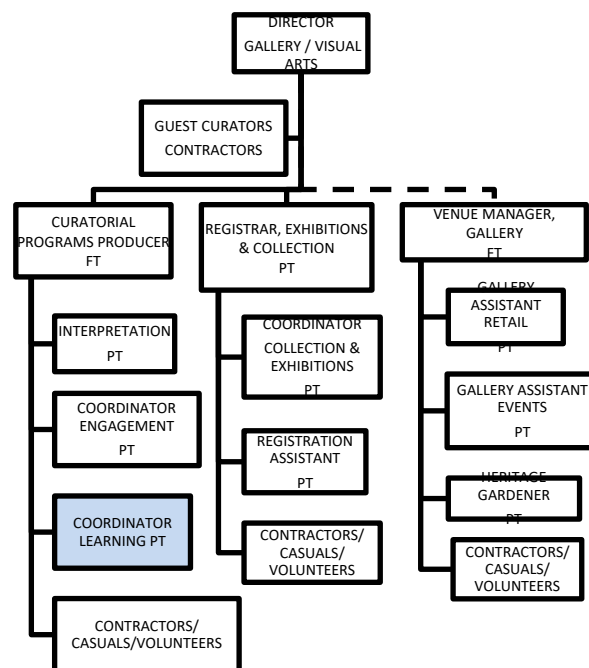 DIRECTOR
GALLERY / VISUAL
ARTS
GUEST CURATORS
CONTRACTORS
CURATORIAL
PROGRAMS PRODUCER
FT
INTERPRETATION
PT
COORDINATOR
ENGAGEMENT
PT
COORDINATOR
LEARNING PT
CONTRACTORS/
CASUALS/VOLUNTEERS
REGISTRAR, EXHIBITIONS
& COLLECTION
PT
COORDINATOR
COLLECTION &
EXHIBITIONS
PT
REGISTRATION
ASSISTANT
PT
CONTRACTORS/
CASUALS/
VOLUNTEERS
VENUE MANAGER,
GALLERY
FT
GALLERY
ASSISTANT
RETAIL
PT
GALLERY ASSISTANT
EVENTS
PT
HERITAGE
GARDENER
PT
CONTRACTORS/
CASUALS/
VOLUNTEERS